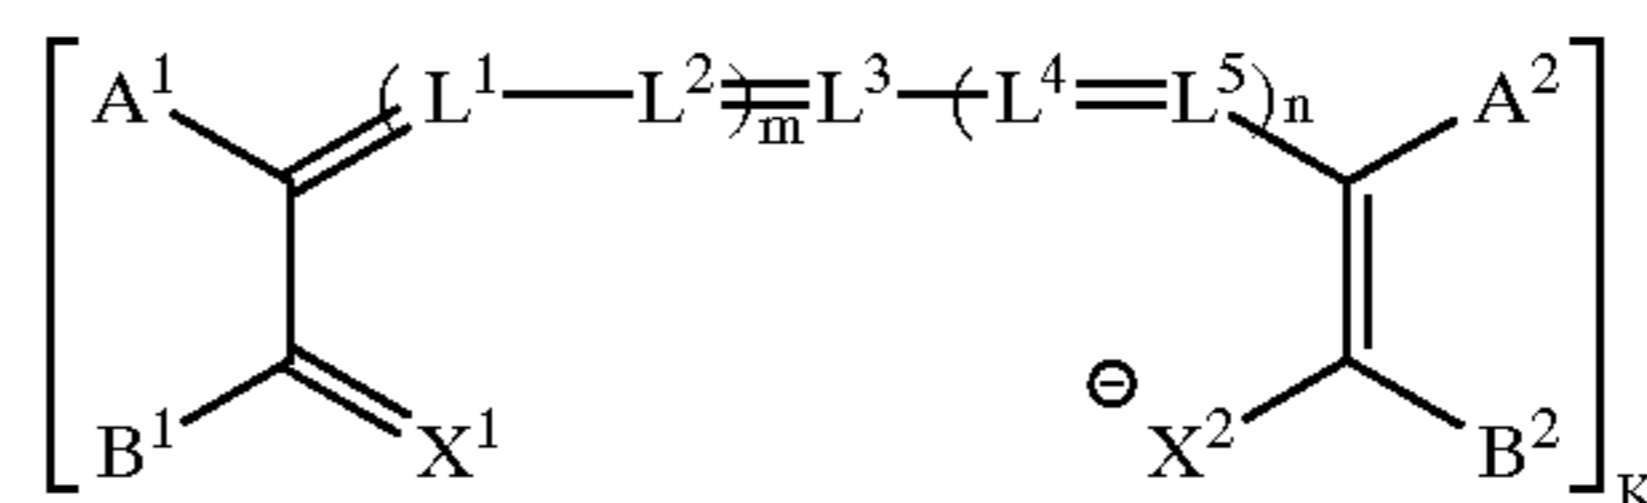 [A¹ (L¹—L²)m=L³—(L⁴=L⁵)n A²
⊖
B¹ X¹ X² B²]K